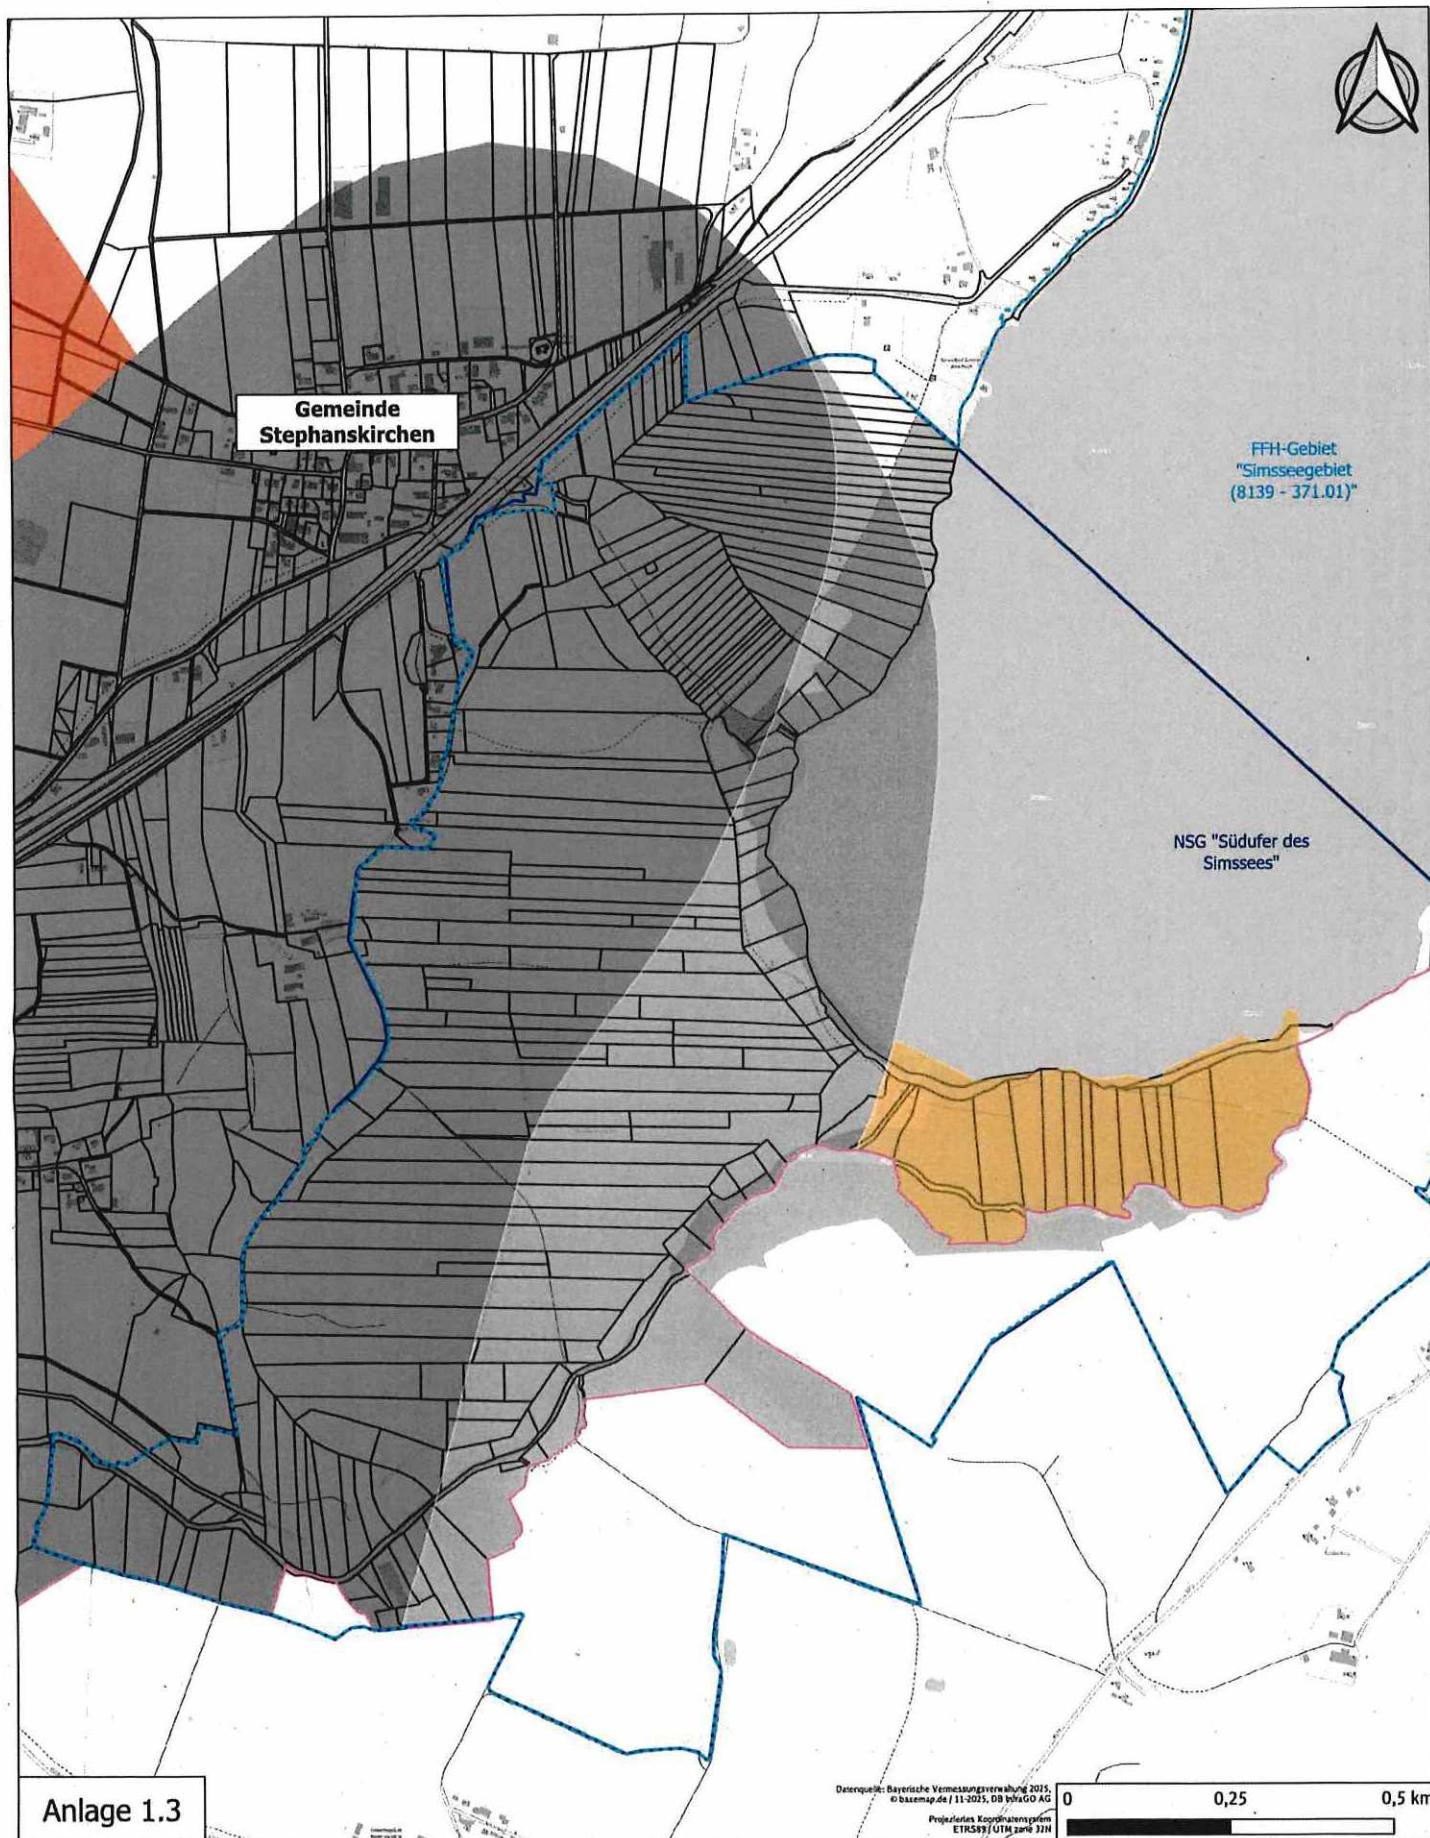 Gemeinde
Stephanskirchen
FFH-Gebiet
"Simsseegebiet
(8139 - 371.01)"
NSG "Südufer des
Simssees"
Anlage 1.3
Datenquelle: Bayerische Vermessungsverwaltung 2025,
© basemap.de / 11-2025, DB InfraGO AG
Projeziertes Koordinatensystem
ETRS89 / UTM zone 32N
0 0,25 0,5 km